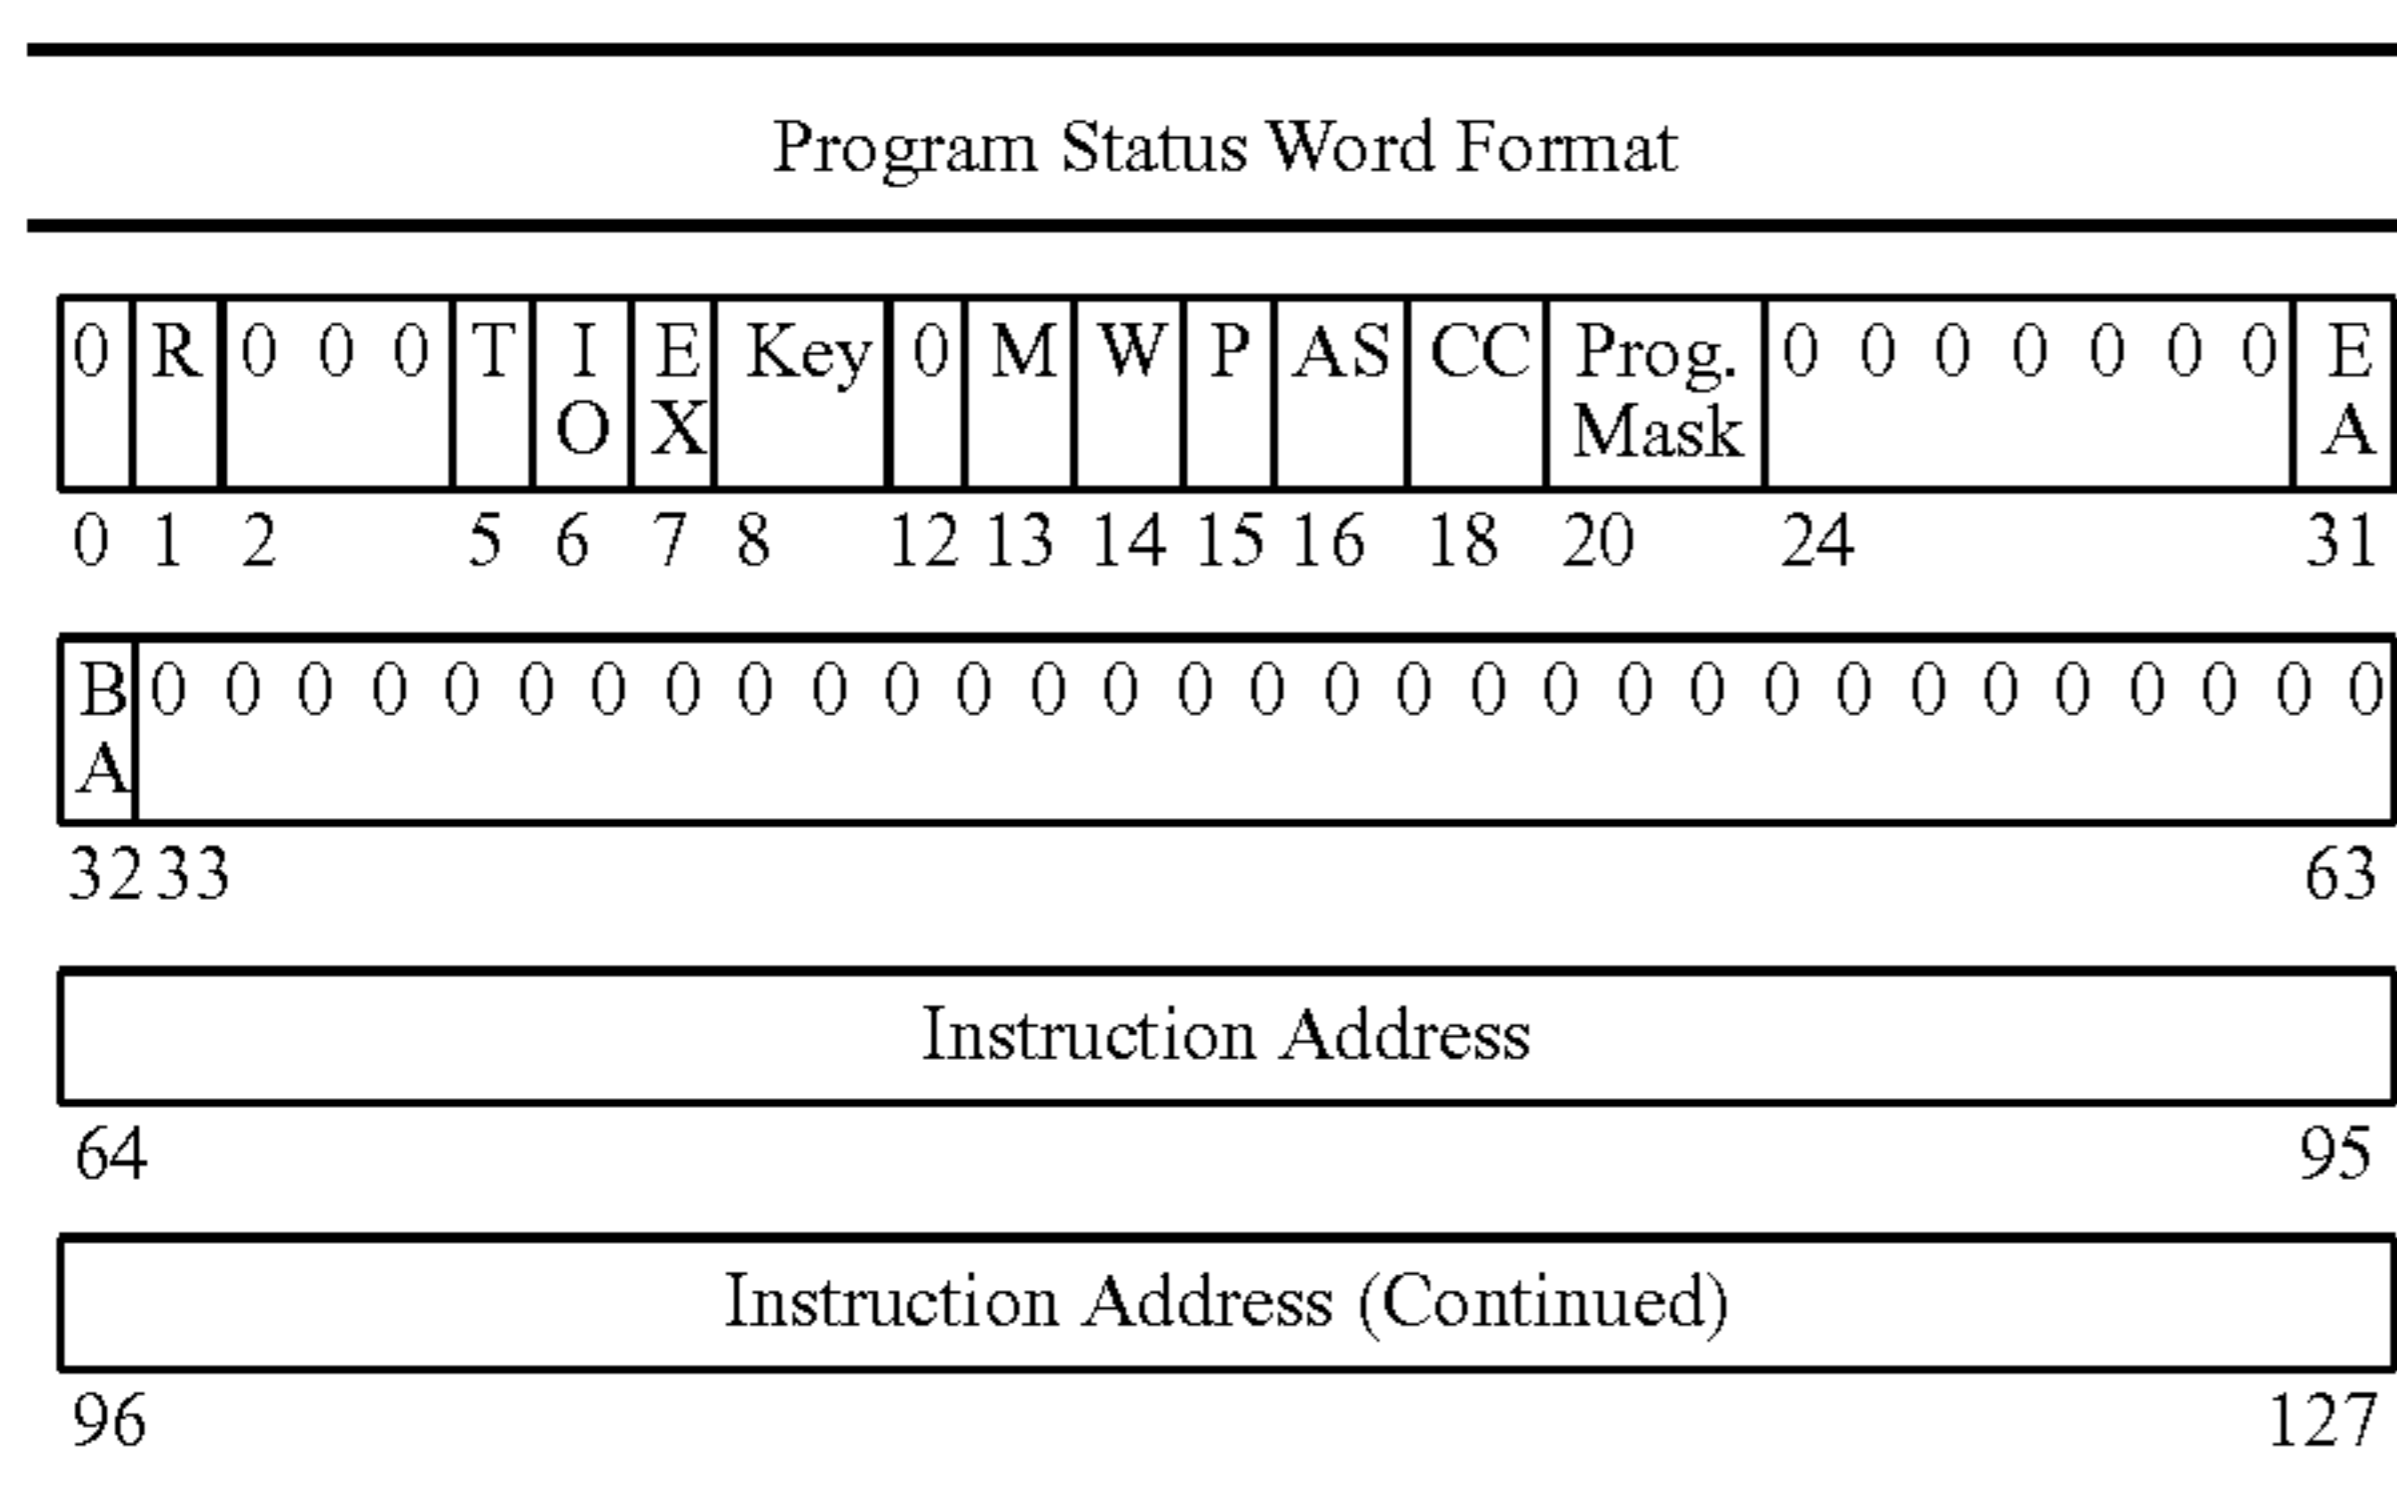 Program Status Word Format
0 R 0 0 0 T I E Key 0 M W P AS CC Prog. 0 0 0 0 0 0 0 E
O X Mask A
0 1 2 5 6 7 8 12 13 14 15 16 18 20 24 31
B 0 0 0 0 0 0 0 0 0 0 0 0 0 0 0 0 0 0 0 0 0 0 0 0 0 0 0 0 0 0 0
A
32 33 63
Instruction Address
64 95
Instruction Address (Continued)
96 127